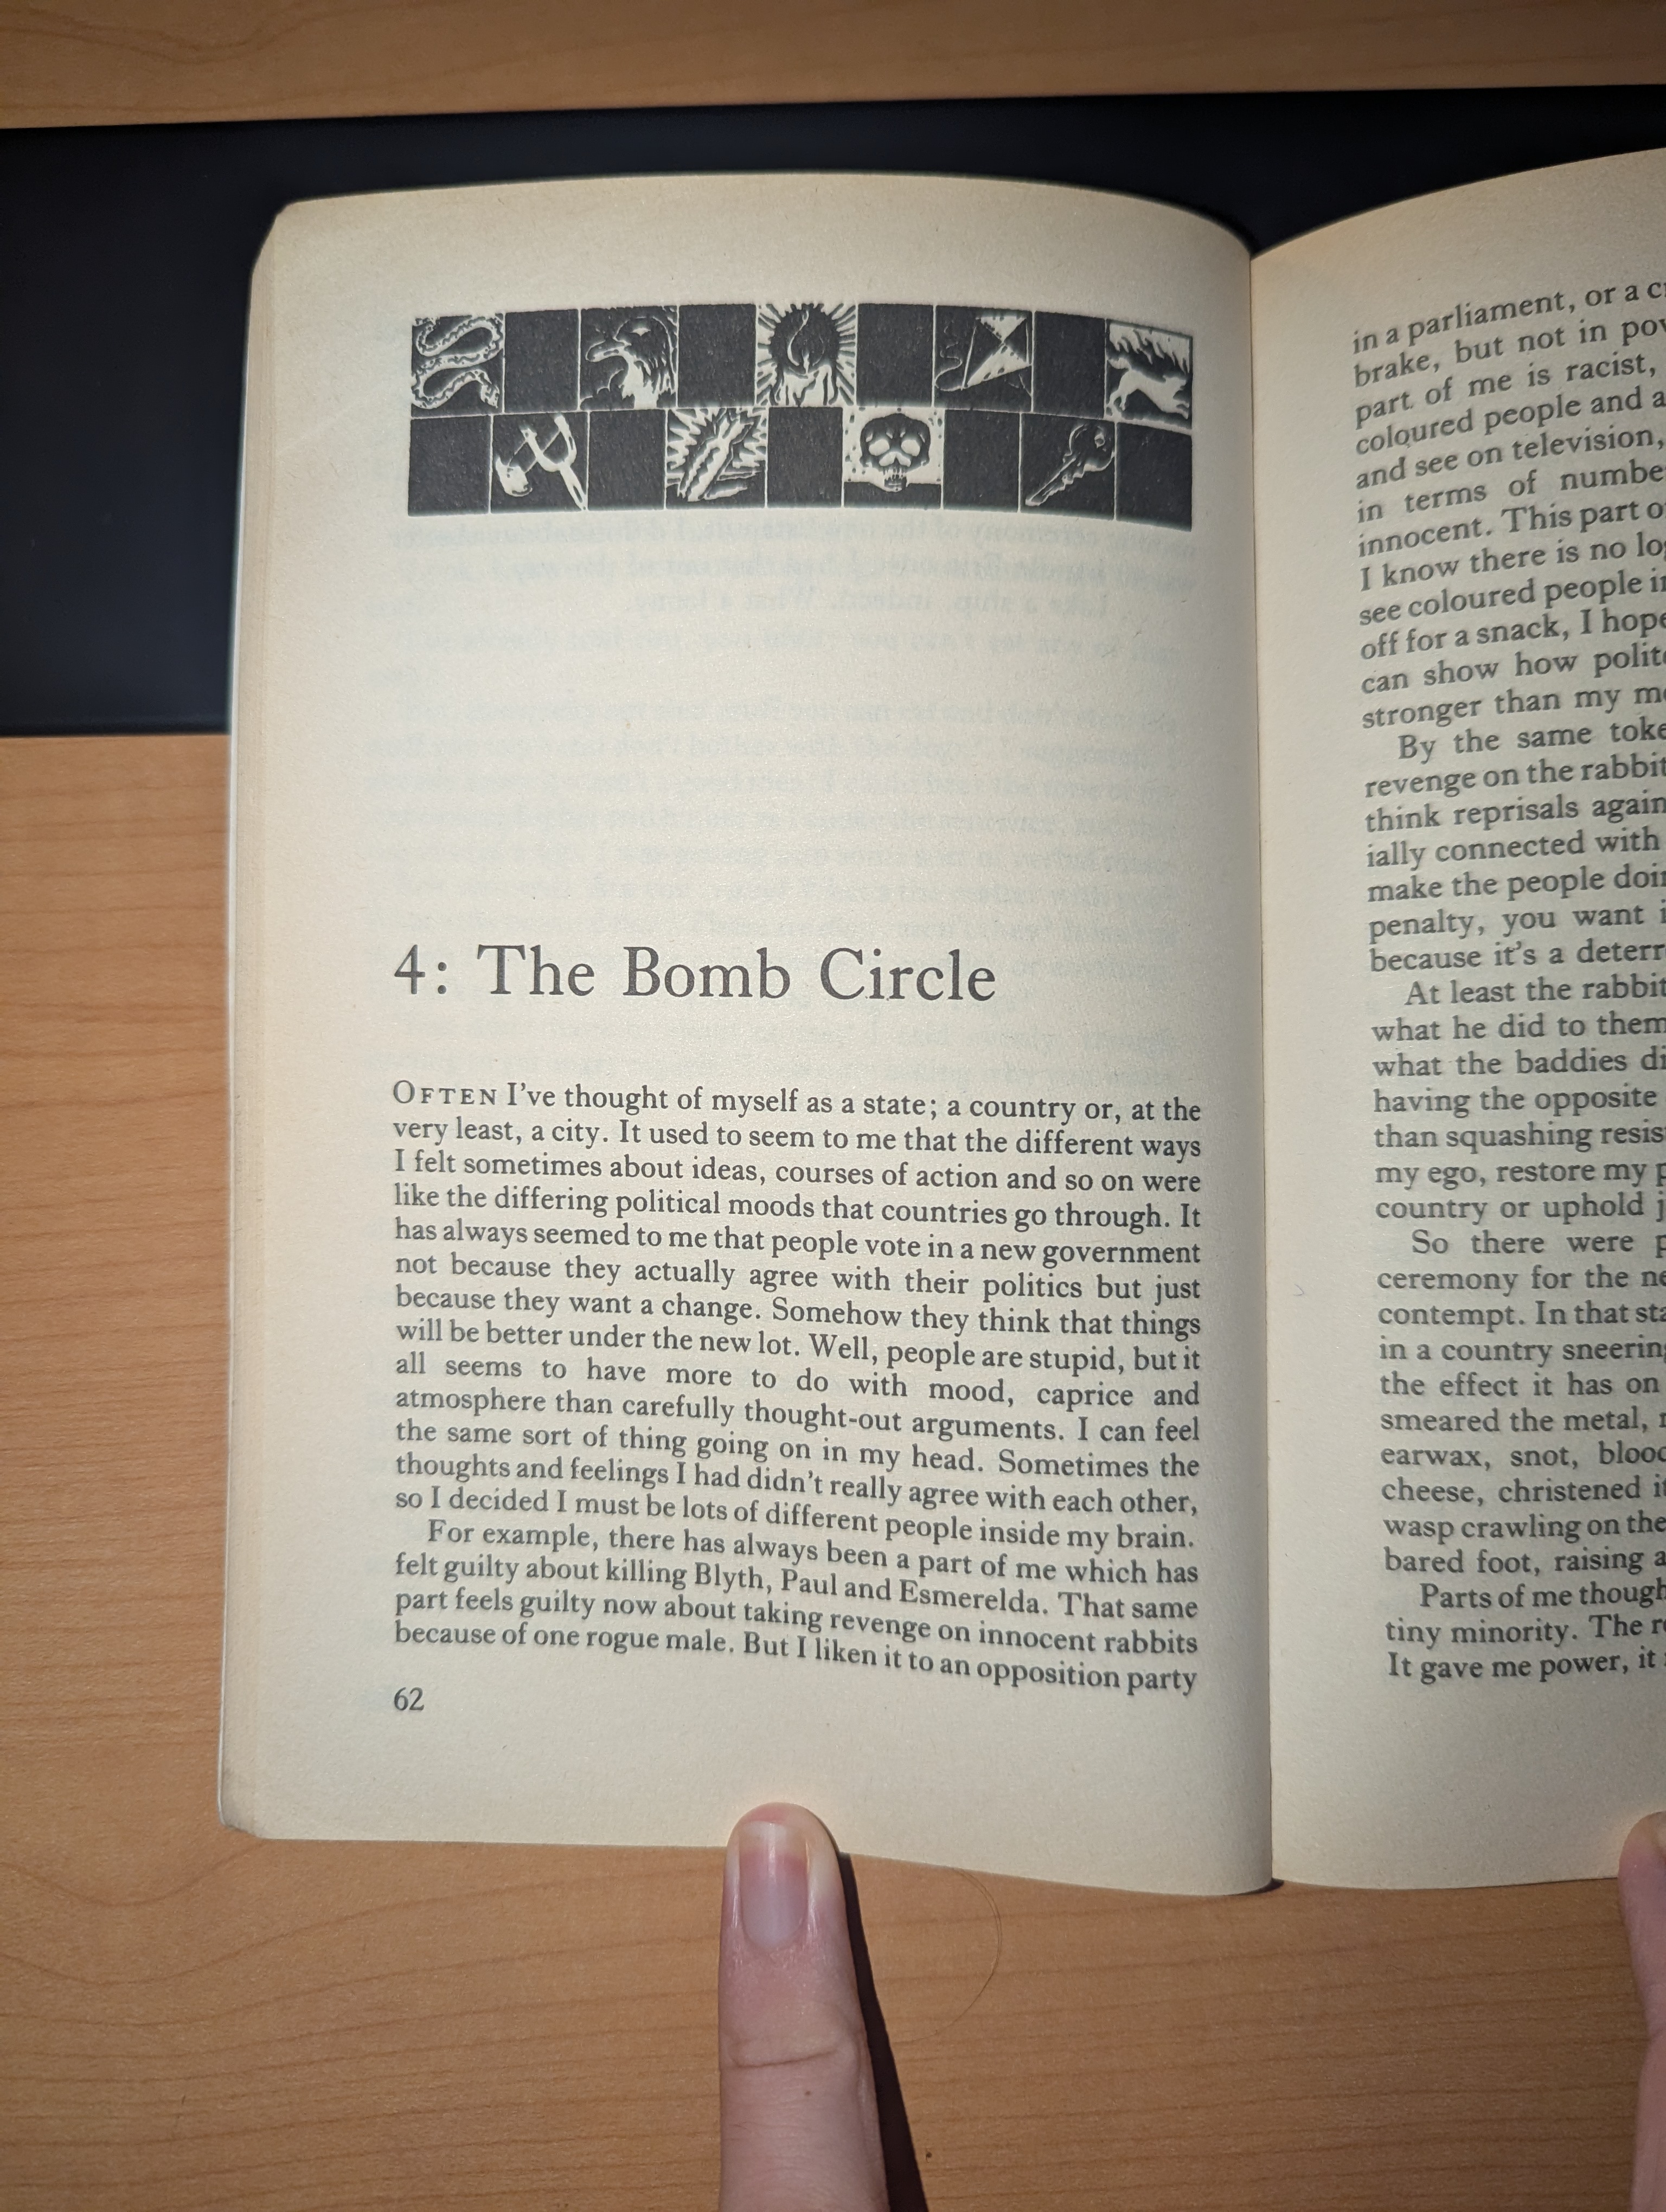 4: The Bomb Circle
OFTEN I've thought of myself as a state; a country or, at the
very least, a city. It used to seem to me that the different ways
I felt sometimes about ideas, courses of action and so on were
like the differing political moods that countries go through. It
has always seemed to me that people vote in a new government
not because they actually agree with their politics but just
because they want a change. Somehow they think that things
will be better under the new lot. Well, people are stupid, but it
all seems to have more to do with mood, caprice and
atmosphere than carefully thought-out arguments. I can feel
the same sort of thing going on in my head. Sometimes the
thoughts and feelings I had didn't really agree with each other,
so I decided I must be lots of different people inside my brain.
For example, there has always been a part of me which has
felt guilty about killing Blyth, Paul and Esmerelda. That same
part feels guilty now about taking revenge on innocent rabbits
because of one rogue male. But I liken it to an opposition party
62
in a parliament, or a
brake, but not in
part of me is racist,
coloured people and
and see on television,
in terms of
innocent. This part
I know there is no
see coloured people
off for a snack, I
can show how
stronger than my
By the same
revenge on the
think reprisals
ially connected with
make the people
penalty, you want
because it's a
At least the
what he did to
what the baddies
having the opposite
than squashing
my ego, restore my
country or uphold
So there were
ceremony for the
contempt. In that
in a country
the effect it has on
smeared the metal,
earwax, snot,
cheese, christened
wasp crawling on the
bared foot, raising
Parts of me
tiny minority. The
It gave me power, it